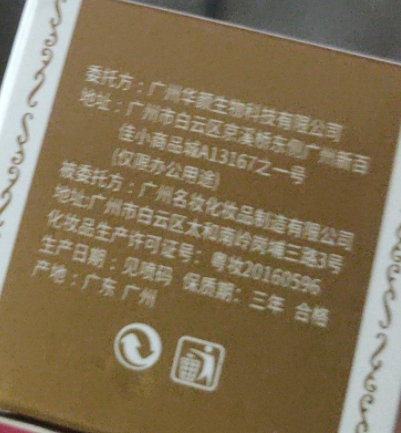 委托方：广州华颜生物科技有限公司
地址：广州市白云区京溪桥东侧广州新百
佳小商品城A13167之一号
(仅限办公用途)
被委托方：广州名妆化妆品制造有限公司
地址:广州市白云区太和南岭岗埔三路3号
化妆品生产许可证号：粤妆20160596
生产日期：见喷码 保质期：三年 合格
产地：广东 广州